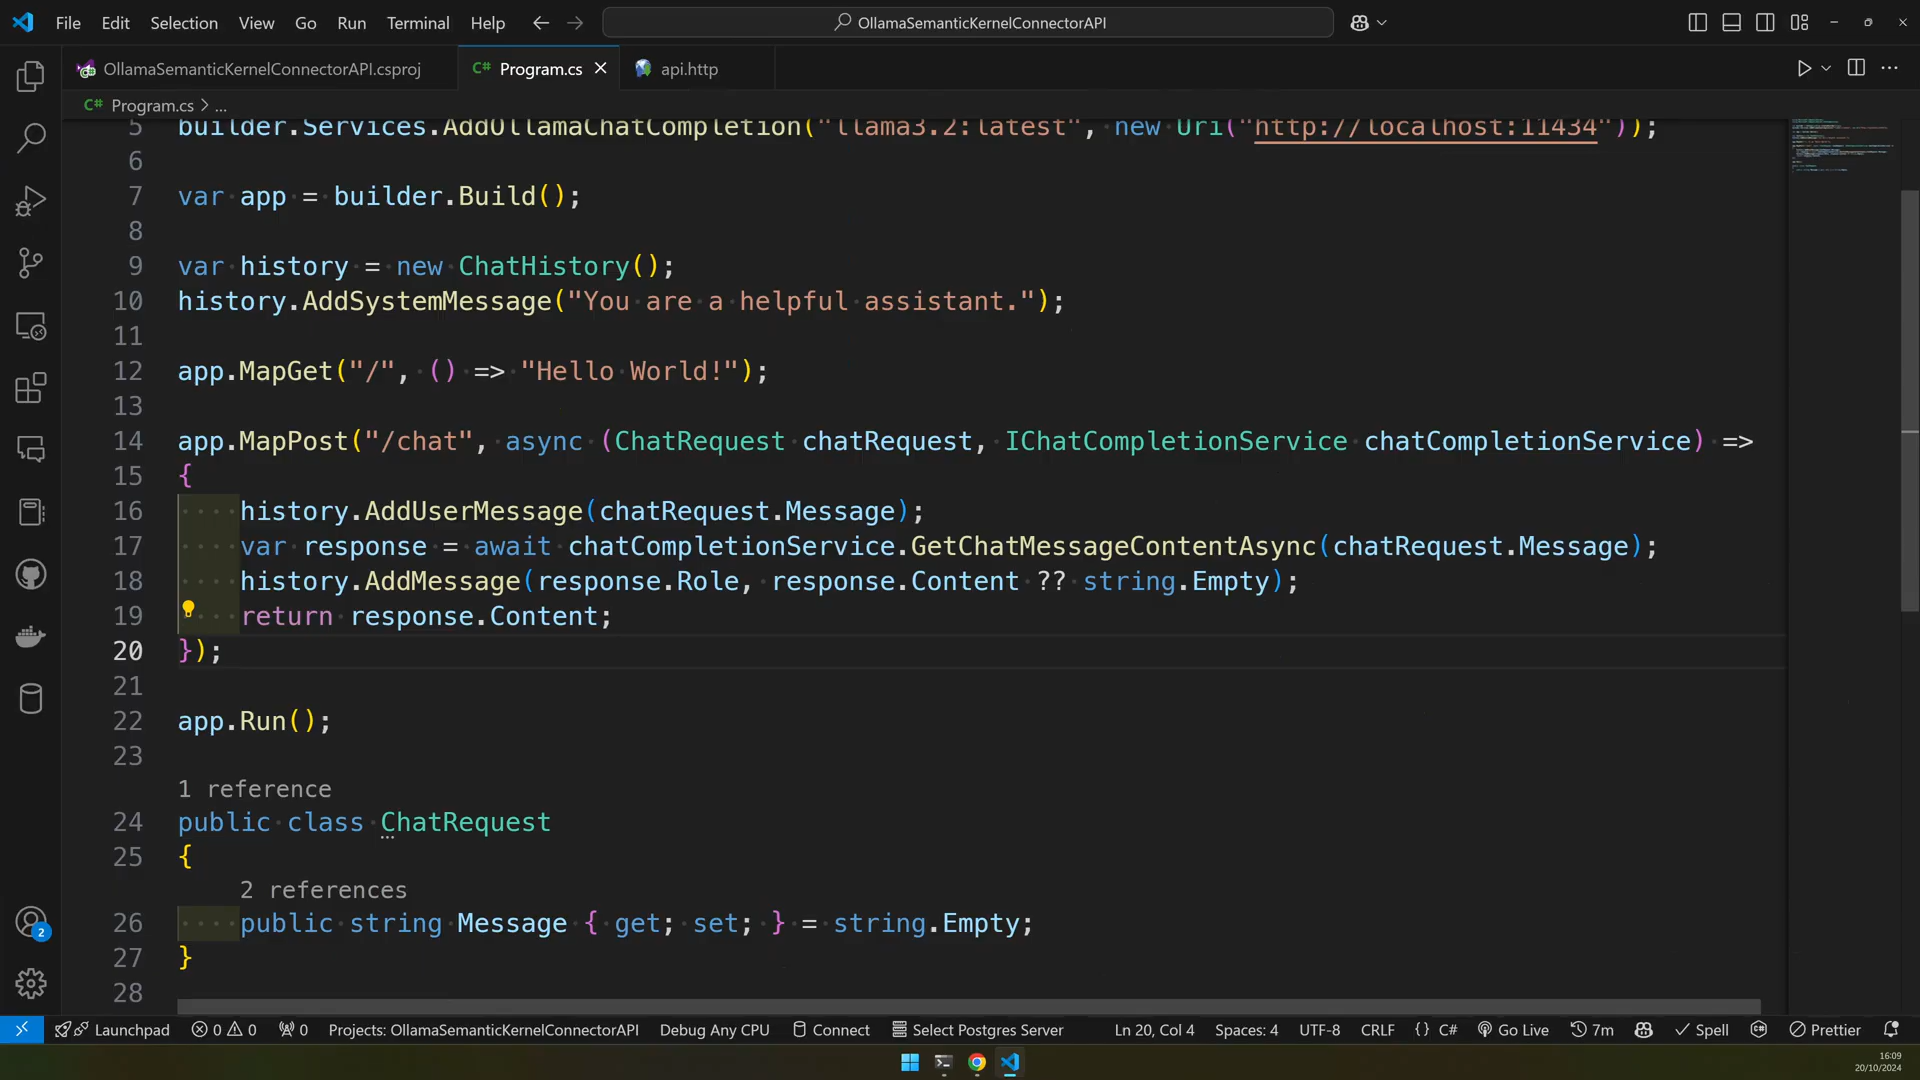 File Edit Selection View Go Run Terminal Help OllamaSemanticKernelConnectorAPI
OllamaSemanticKernelConnectorAPI.csproj C# Program.cs api.http
C# Program.cs > ...
5 builder.Services.AddOllamaChatCompletion("llama3.2:latest", new Uri("http://localhost:11434"));
6
7 var app = builder.Build();
8
9 var history = new ChatHistory();
10 history.AddSystemMessage("You are a helpful assistant.");
11
12 app.MapGet("/", () => "Hello World!");
13
14 app.MapPost("/chat", async (ChatRequest chatRequest, IChatCompletionService chatCompletionService) =>
15 {
16 history.AddUserMessage(chatRequest.Message);
17 var response = await chatCompletionService.GetChatMessageContentAsync(chatRequest.Message);
18 history.AddMessage(response.Role, response.Content ?? string.Empty);
19 return response.Content;
20 });
21
22 app.Run();
23
1 reference
24 public class ChatRequest
25 {
2 references
26 public string Message { get; set; } = string.Empty;
27 }
28
2
Launchpad 0 0 0 Projects: OllamaSemanticKernelConnectorAPI Debug Any CPU Connect Select Postgres Server Ln 20, Col 4 Spaces: 4 UTF-8 CRLF {} C# Go Live 7m Spell Prettier
16:09
20/10/2024